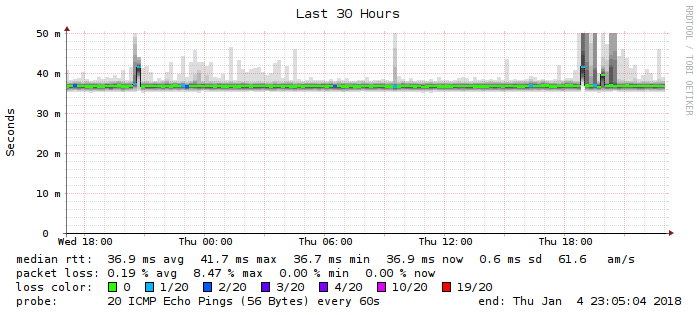 Last 30 Hours
RRDTOOL / TOBI OETIKER
Seconds
50 m
40 m
30 m
20 m
10 m
0
Wed 18:00 Thu 00:00 Thu 06:00 Thu 12:00 Thu 18:00
median rtt: 36.9 ms avg 41.7 ms max 36.7 ms min 36.9 ms now 0.6 ms sd 61.6 am/s
packet loss: 0.19 % avg 8.47 % max 0.00 % min 0.00 % now
loss color: 0 1/20 2/20 3/20 4/20 10/20 19/20
probe: 20 ICMP Echo Pings (56 Bytes) every 60s end: Thu Jan 4 23:05:04 2018